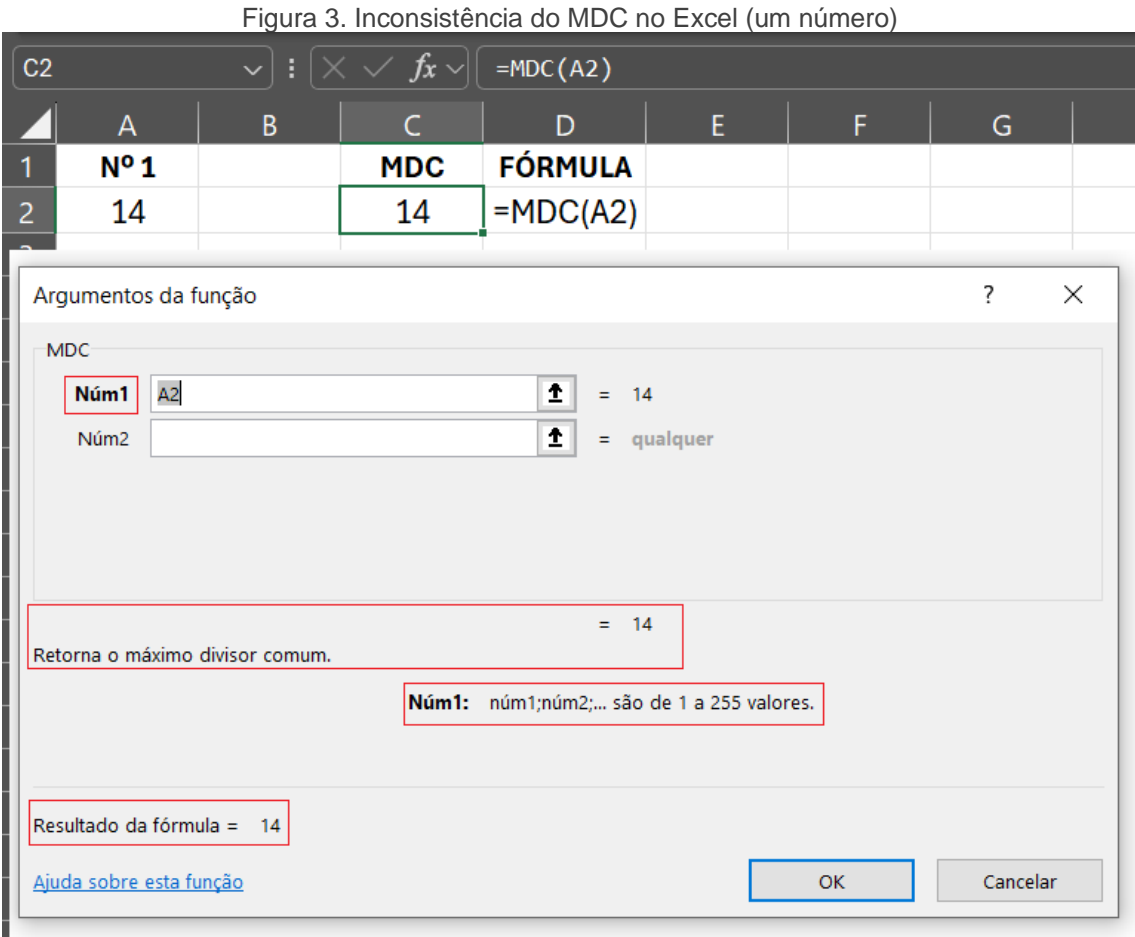 Figura 3. Inconsistência do MDC no Excel (um número)
C2 fx =MDC(A2)
A B C D E F G
1 Nº 1 MDC FÓRMULA
2 14 14 =MDC(A2)
Argumentos da função ?
MDC
Núm1 A2 = 14
Núm2 = qualquer
= 14
Retorna o máximo divisor comum.
Núm1: núm1;núm2;... são de 1 a 255 valores.
Resultado da fórmula = 14
Ajuda sobre esta função OK Cancelar